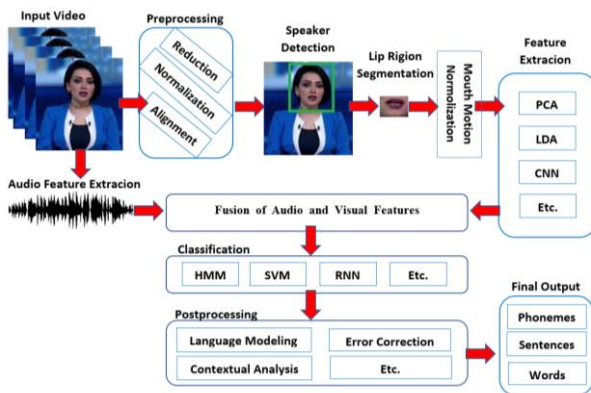 Input Video
Preprocessing
Reduction
Normalization
Alignment
Speaker
Detection
Lip Rigion
Segmentation
Mouth Motion
Normolization
Feature
Extracion
PCA
LDA
CNN
Etc.
Audio Feature Extracion
Fusion of Audio and Visual Features
Classification
HMM
SVM
RNN
Etc.
Postprocessing
Language Modeling
Error Correction
Contextual Analysis
Etc.
Final Output
Phonemes
Sentences
Words